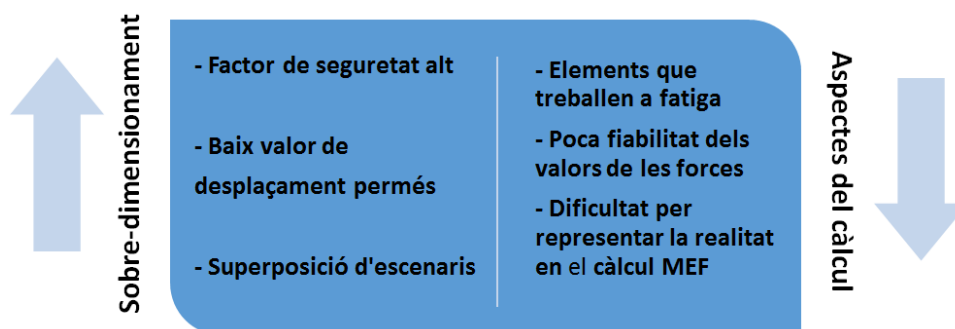 Sobre-dimensionament
- Factor de seguretat alt
- Baix valor de
desplaçament permés
- Superposició d'escenaris
- Elements que
treballen a fatiga
- Poca fiabilitat dels
valors de les forces
- Dificultat per
representar la realitat
en el càlcul MEF
Aspectes del càlcul